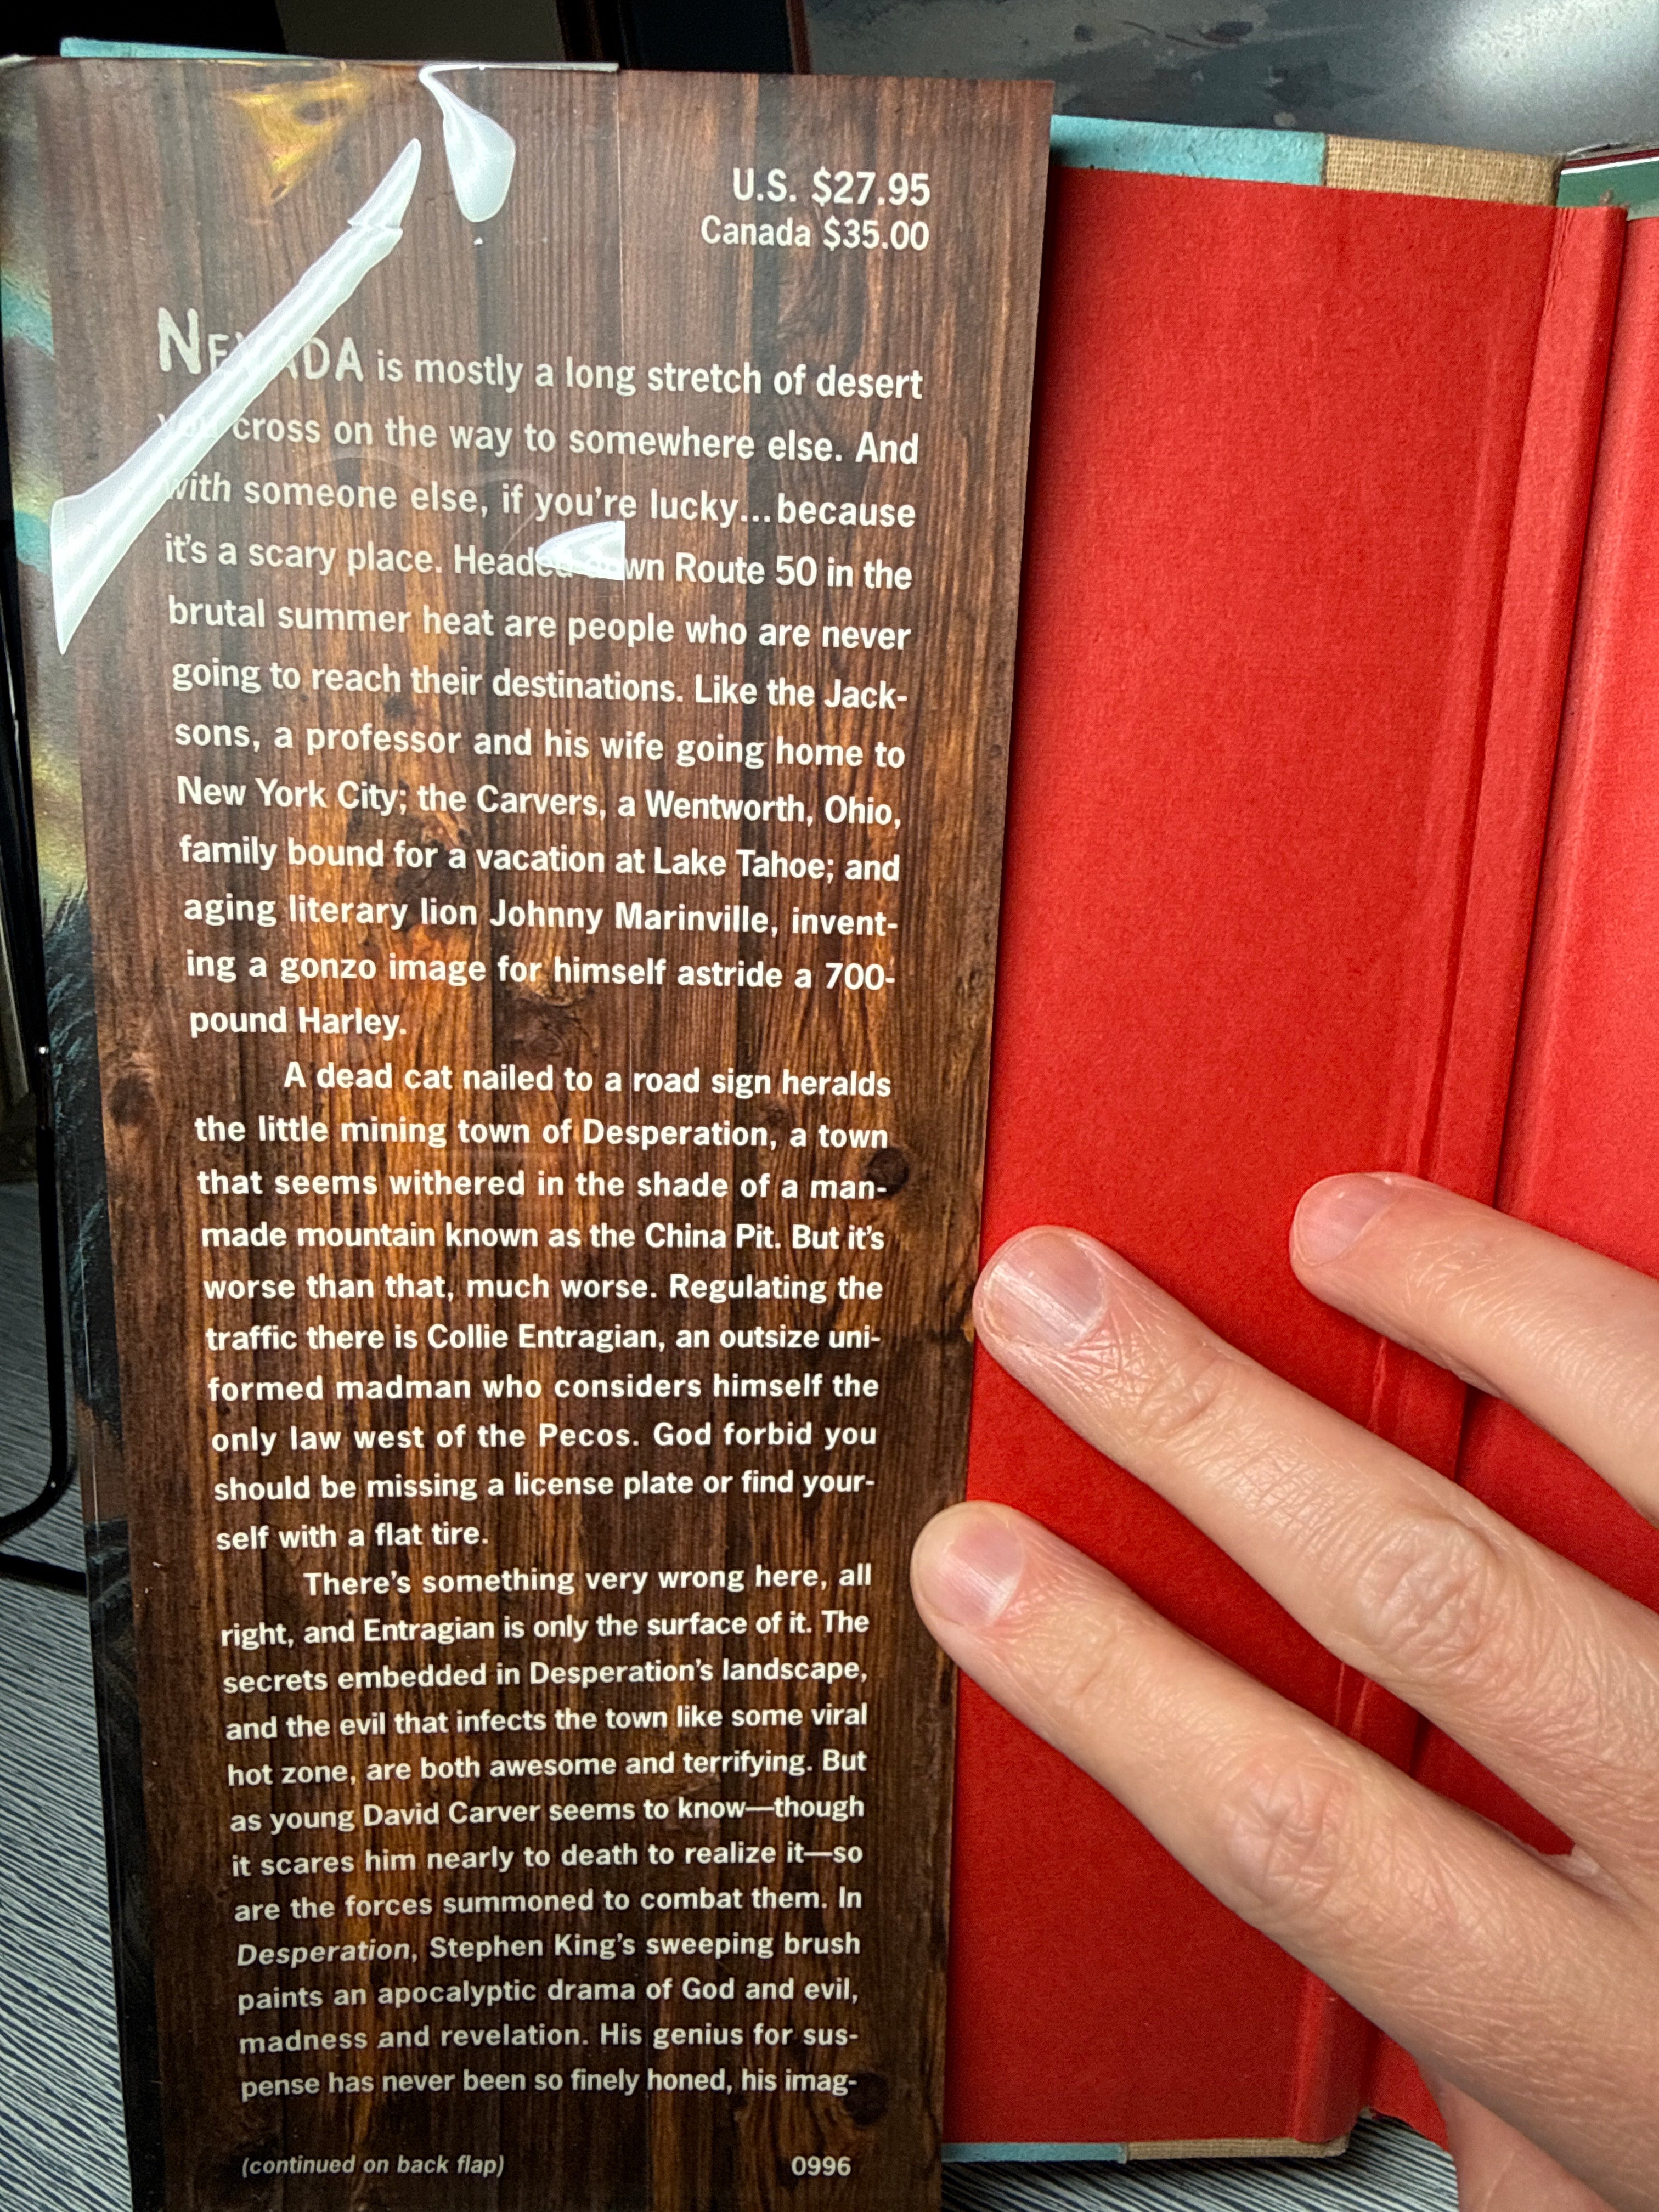 U.S. $27.95
Canada $35.00
NEVADA is mostly a long stretch of desert
you cross on the way to somewhere else. And
with someone else, if you're lucky...because
it's a scary place. Headed down Route 50 in the
brutal summer heat are people who are never
going to reach their destinations. Like the Jack-
sons, a professor and his wife going home to
New York City; the Carvers, a Wentworth, Ohio,
family bound for a vacation at Lake Tahoe; and
aging literary lion Johnny Marinville, invent-
ing a gonzo image for himself astride a 700-
pound Harley.
A dead cat nailed to a road sign heralds
the little mining town of Desperation, a town
that seems withered in the shade of a man-
made mountain known as the China Pit. But it's
worse than that, much worse. Regulating the
traffic there is Collie Entragian, an outsize uni-
formed madman who considers himself the
only law west of the Pecos. God forbid you
should be missing a license plate or find your-
self with a flat tire.
There's something very wrong here, all
right, and Entragian is only the surface of it. The
secrets embedded in Desperation's landscape,
and the evil that infects the town like some viral
hot zone, are both awesome and terrifying. But
as young David Carver seems to know—though
it scares him nearly to death to realize it—so
are the forces summoned to combat them. In
Desperation, Stephen King's sweeping brush
paints an apocalyptic drama of God and evil,
madness and revelation. His genius for sus-
pense has never been so finely honed, his imag-
(continued on back flap) 0996